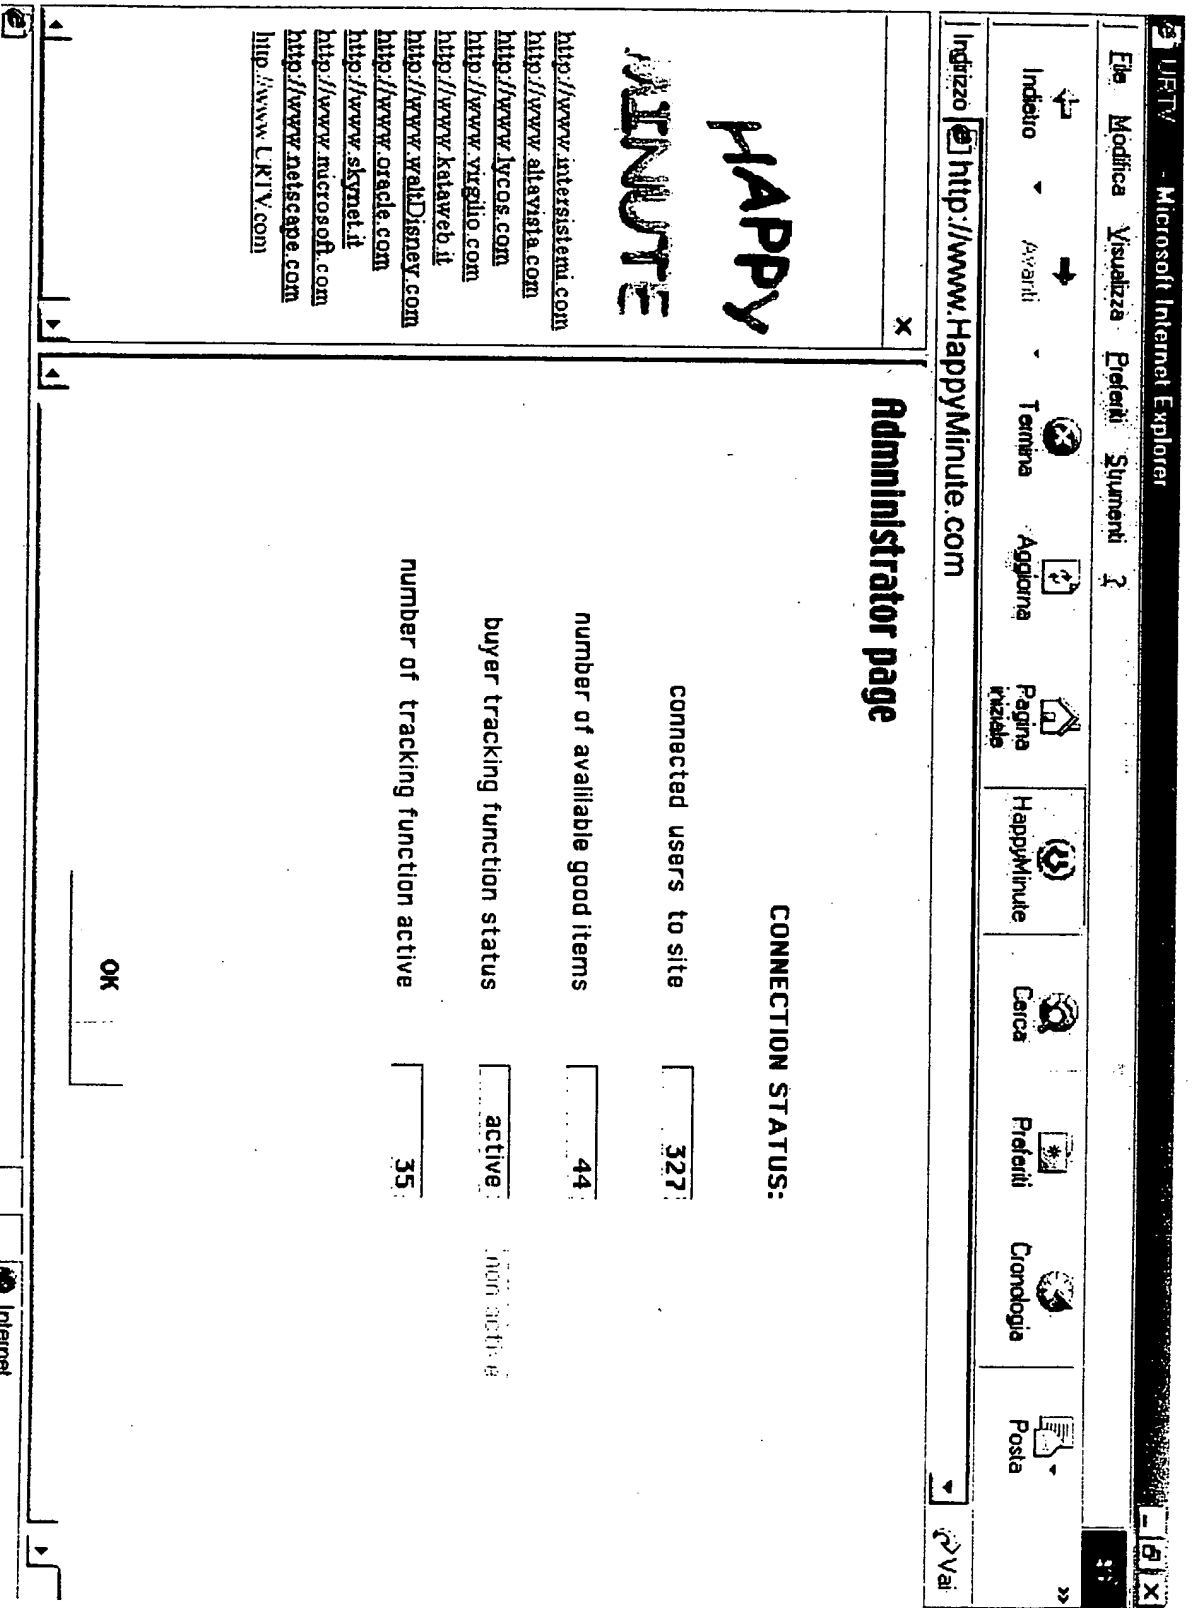 URTV - Microsoft Internet Explorer
File Modifica Visualizza Preferiti Strumenti ?
Indietro Avanti Termina Aggiorna Pagina iniziale HappyMinute Cerca Preferiti Cronologia Posta »
Indirizzo http://www.HappyMinute.com Vai
HAPPY
MINUTE
http://www.intersistemi.com
http://www.altavista.com
http://www.lycos.com
http://www.virgilio.com
http://www.kataweb.it
http://www.waltDisney.com
http://www.oracle.com
http://www.skynet.it
http://www.microsoft.com
http://www.netscape.com
http://www.URTV.com
Admninistrator page
CONNECTION STATUS:
connected users to site 327
number of avalilable good items 44
buyer tracking function status active non active
number of tracking function active 35
OK
Internet